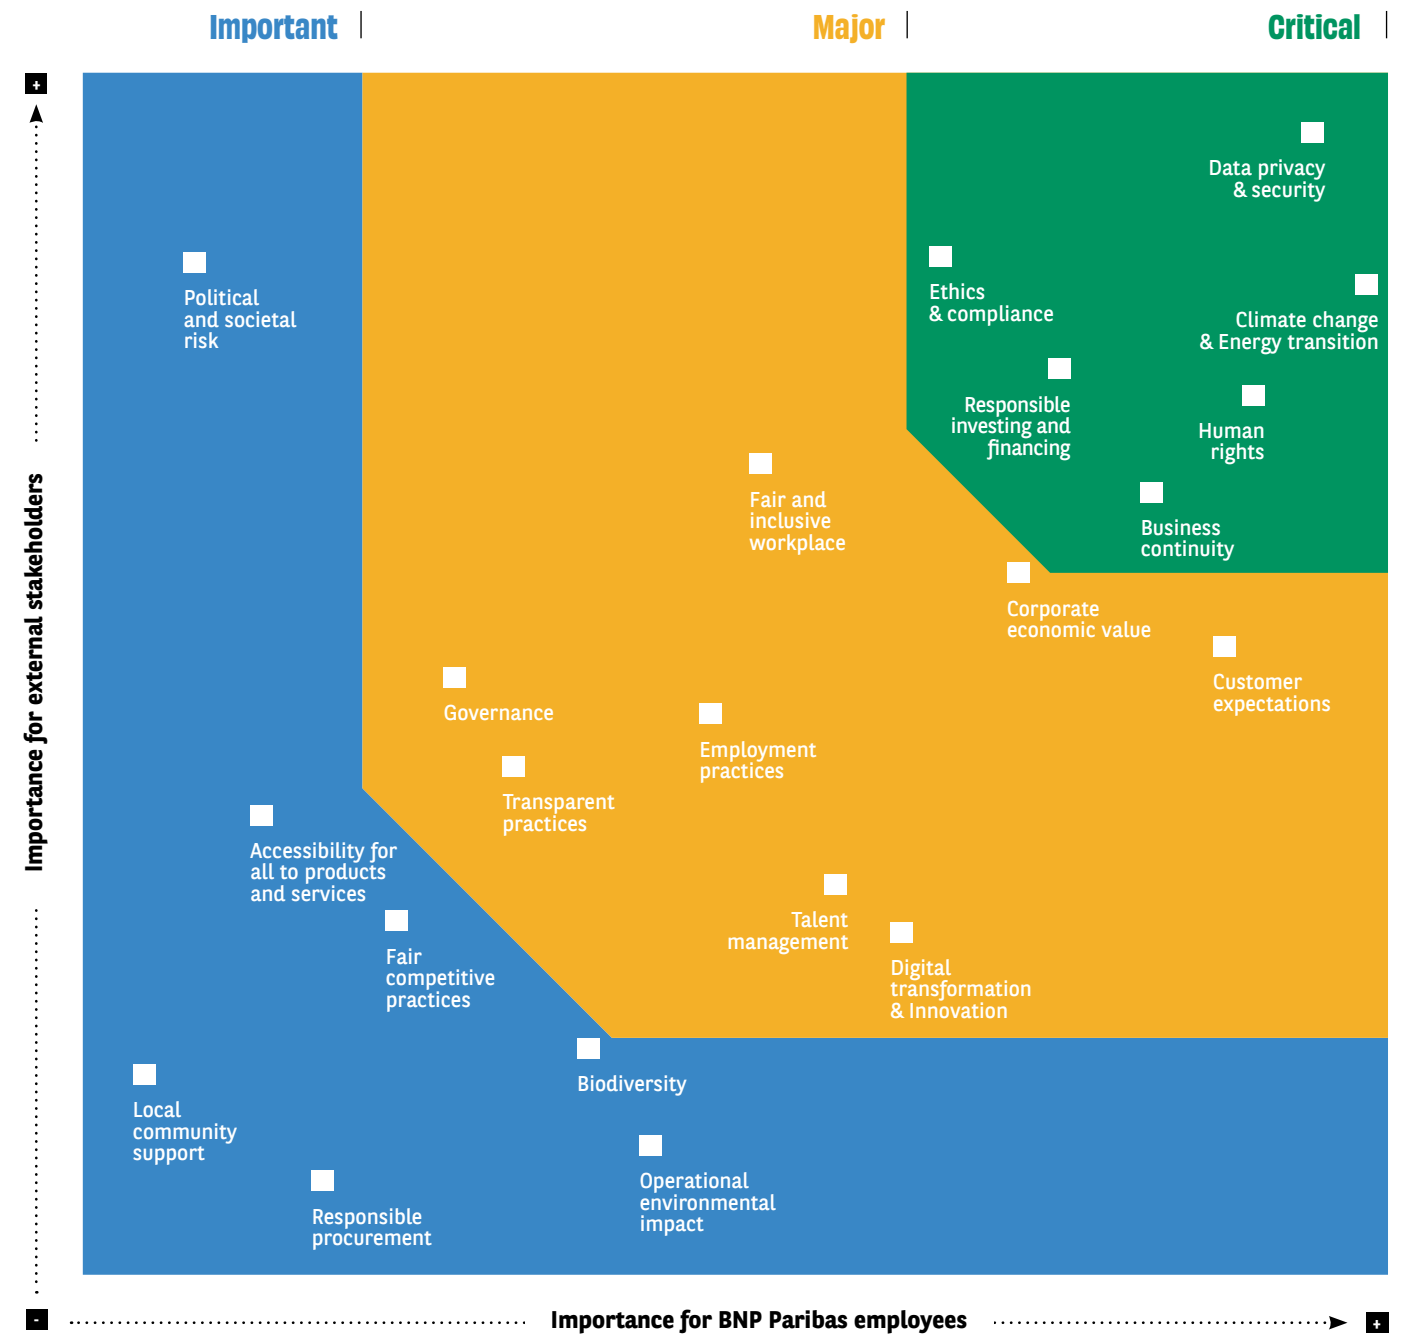 Important
Major
Critical
+
Data privacy
& security
Political
and societal
risk
Ethics
& compliance
Climate change
& Energy transition
Responsible
investing and
financing
Human
rights
Fair and
inclusive
workplace
Business
continuity
Corporate
economic value
Customer
expectations
Governance
Employment
practices
Transparent
practices
Accessibility for
all to products
and services
Talent
management
Fair
competitive
practices
Digital
transformation
& Innovation
Biodiversity
Local
community
support
Operational
environmental
impact
Responsible
procurement
Importance for external stakeholders
-
Importance for BNP Paribas employees
+